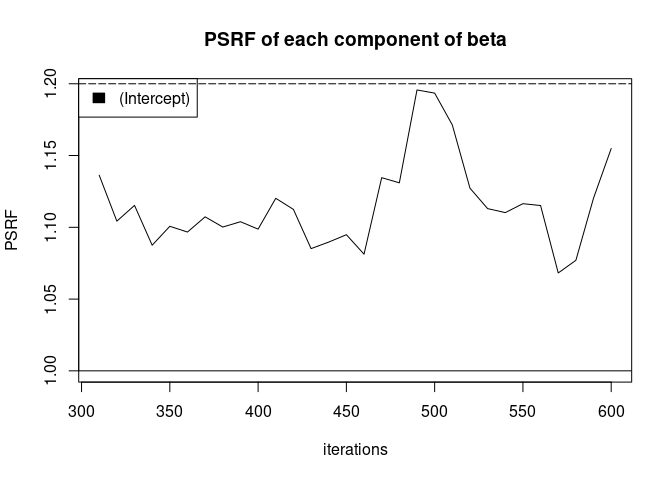 PSRF of each component of beta
(Intercept)
PSRF
1.20
1.15
1.10
1.05
1.00
300 350 400 450 500 550 600
iterations